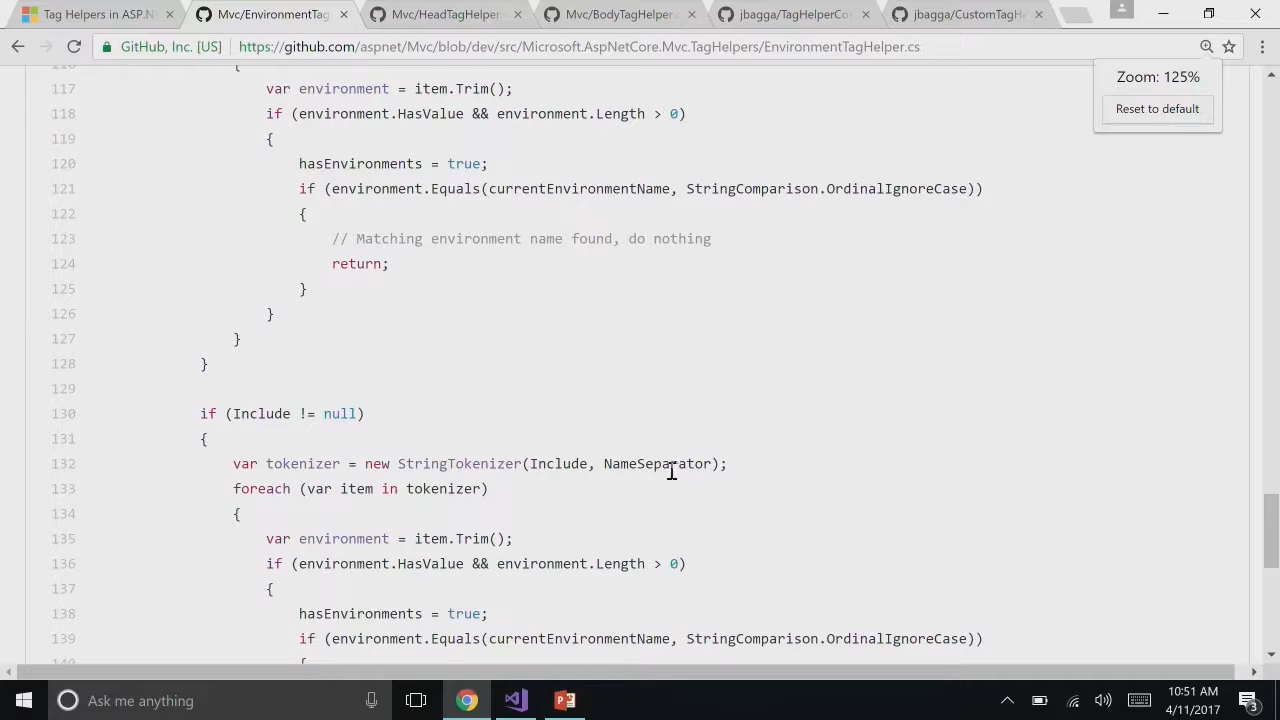 Tag Helpers in ASP.N
Mvc/EnvironmentTag
Mvc/HeadTagHelper.
Mvc/BodyTagHelper.
jbagga/TagHelperCou
jbagga/CustomTagH
GitHub, Inc. [US]
https://github.com/aspnet/Mvc/blob/dev/src/Microsoft.AspNetCore.Mvc.TagHelpers/EnvironmentTagHelper.cs
Zoom: 125%
Reset to default
116 {
117 var environment = item.Trim();
118 if (environment.HasValue && environment.Length > 0)
119 {
120 hasEnvironments = true;
121 if (environment.Equals(currentEnvironmentName, StringComparison.OrdinalIgnoreCase))
122 {
123 // Matching environment name found, do nothing
124 return;
125 }
126 }
127 }
128 }
129
130 if (Include != null)
131 {
132 var tokenizer = new StringTokenizer(Include, NameSeparator);
133 foreach (var item in tokenizer)
134 {
135 var environment = item.Trim();
136 if (environment.HasValue && environment.Length > 0)
137 {
138 hasEnvironments = true;
139 if (environment.Equals(currentEnvironmentName, StringComparison.OrdinalIgnoreCase))
140 {
Ask me anything
10:51 AM
4/11/2017
3